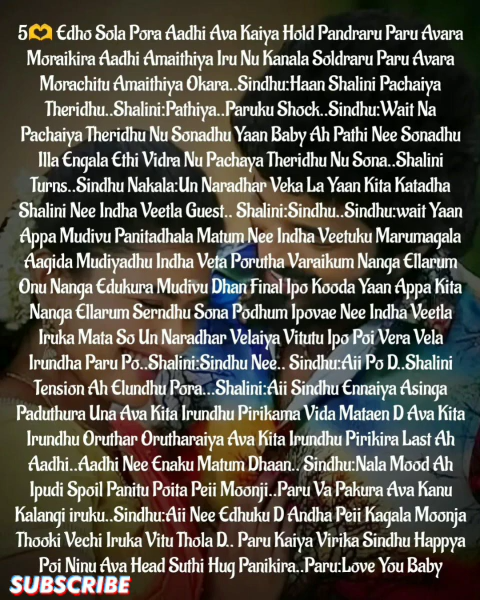 5🫶 Edho Sola Pora Aadhi Ava Kaiya Hold Pandraru Paru Avara
Moraikira Aadhi Amaithiya Iru Nu Kanala Soldraru Paru Avara
Morachitu Amaithiya Okara..Sindhu:Haan Shalini Pachaiya
Theridhu..Shalini:Pathiya..Paruku Shock..Sindhu:Wait Na
Pachaiya Theridhu Nu Sonadhu Yaan Baby Ah Pathi Nee Sonadhu
Illa Engala Ethi Vidra Nu Pachaya Theridhu Nu Sona..Shalini
Turns..Sindhu Nakala:Un Naradhar Veka La Yaan Kita Katadha
Shalini Nee Indha Veetla Guest.. Shalini:Sindhu..Sindhu:wait Yaan
Appa Mudivu Panitadhala Matum Nee Indha Veetuku Marumagala
Aagida Mudiyadhu Indha Veta Porutha Varaikum Nanga Ellarum
Onu Nanga Edukura Mudivu Dhan Final Ipo Kooda Yaan Appa Kita
Nanga Ellarum Serndhu Sona Podhum Ipovae Nee Indha Veetla
Iruka Mata So Un Naradhar Velaiya Vitutu Ipo Poi Vera Vela
Irundha Paru Po..Shalini:Sindhu Nee.. Sindhu:Aii Po D..Shalini
Tension Ah Elundhu Pora...Shalini:Aii Sindhu Ennaiya Asinga
Paduthura Una Ava Kita Irundhu Pirikama Vida Mataen D Ava Kita
Irundhu Oruthar Orutharaiya Ava Kita Irundhu Pirikira Last Ah
Aadhi..Aadhi Nee Enaku Matum Dhaan.. Sindhu:Nala Mood Ah
Ipudi Spoil Panitu Poita Peii Moonji..Paru Va Pakura Ava Kanu
Kalangi iruku..Sindhu:Aii Nee Edhuku D Andha Peii Kagala Moonja
Thooki Vechi Iruka Vitu Thola D.. Paru Kaiya Virika Sindhu Happya
Poi Ninu Ava Head Suthi Hug Panikira..Paru:Love You Baby
SUBSCRIBE